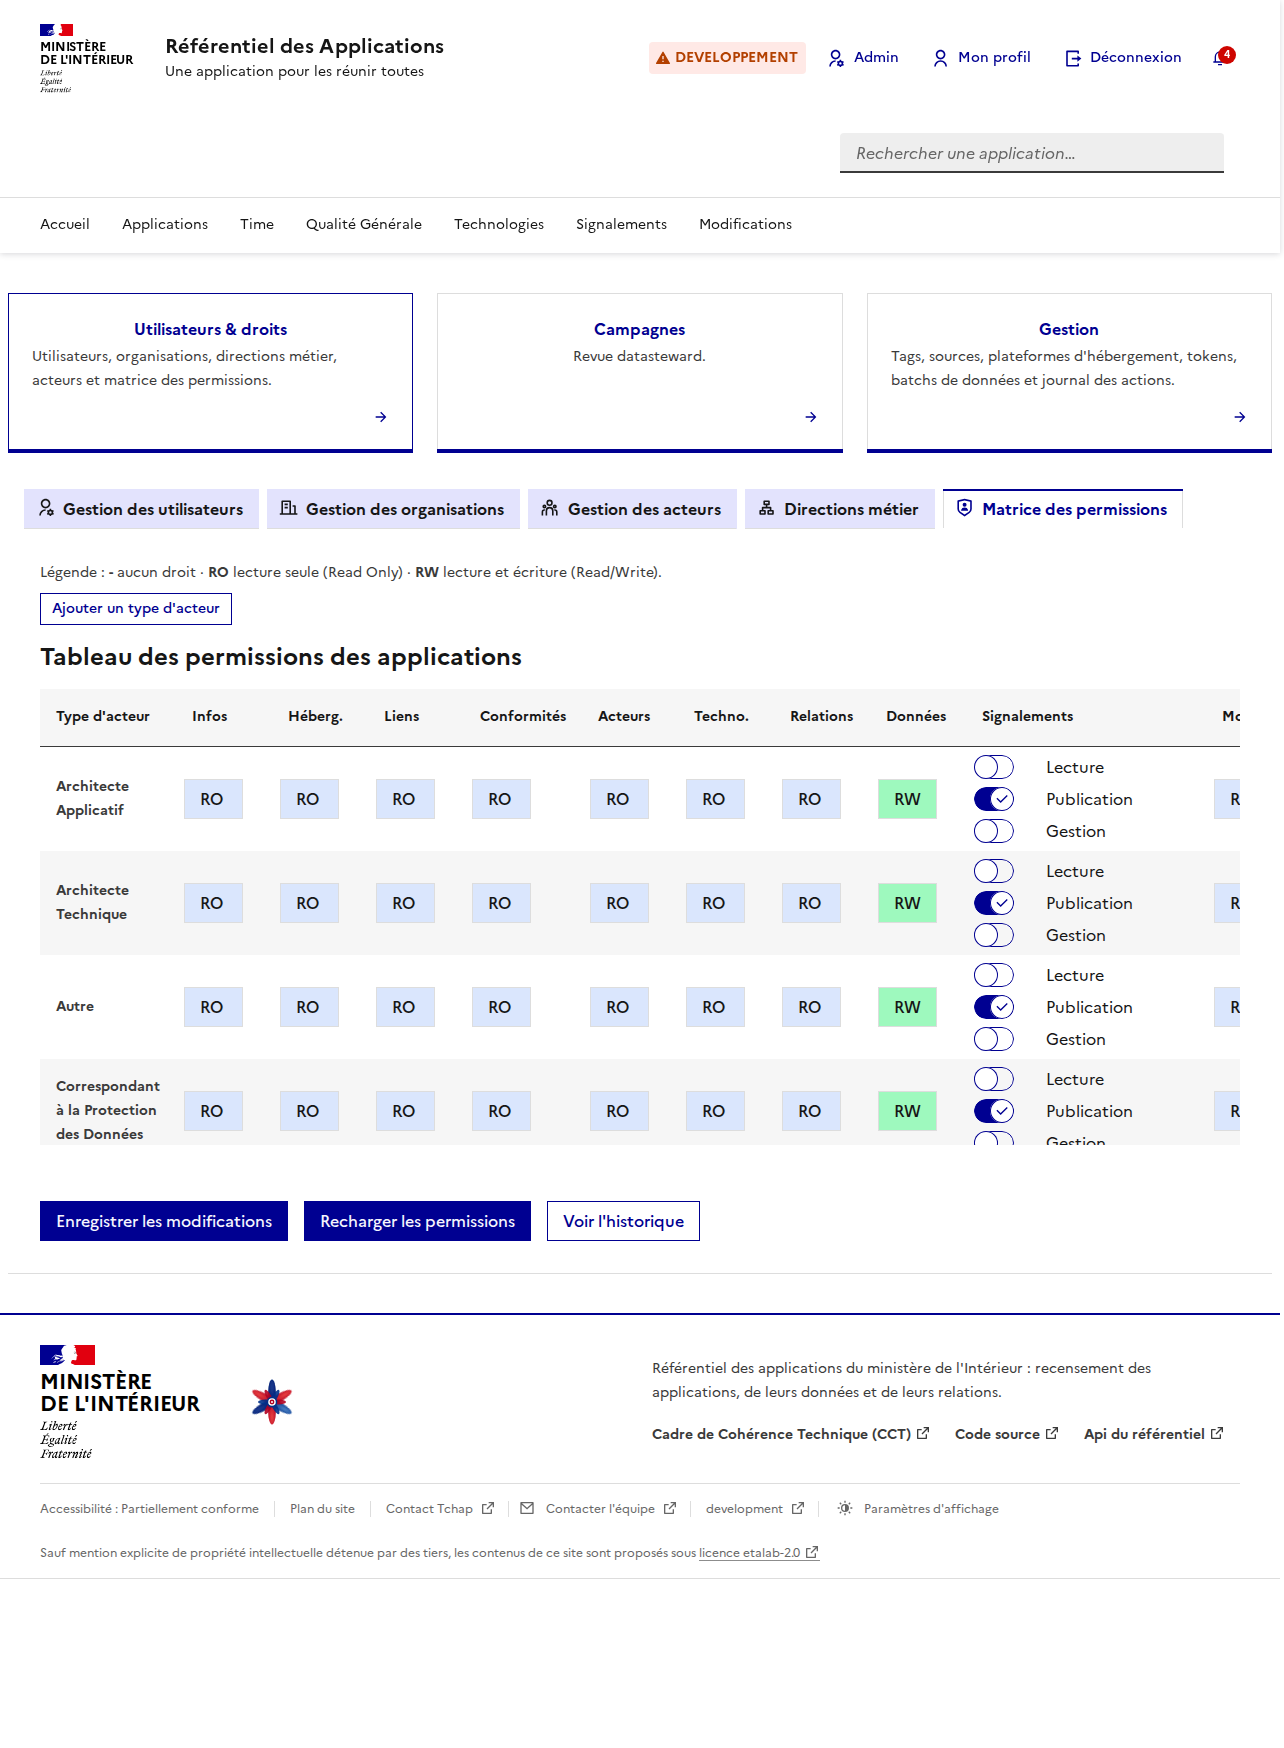 MINISTÈRE
DE L'INTÉRIEUR
Liberté
Égalité
Fraternité
Référentiel des Applications
Une application pour les réunir toutes
DEVELOPPEMENT
Admin
Mon profil
Déconnexion
4
Rechercher une application...
Accueil Applications Time Qualité Générale Technologies Signalements Modifications
Utilisateurs & droits
Utilisateurs, organisations, directions métier,
acteurs et matrice des permissions.
Campagnes
Revue datasteward.
Gestion
Tags, sources, plateformes d'hébergement, tokens,
batchs de données et journal des actions.
Gestion des utilisateurs Gestion des organisations Gestion des acteurs Directions métier Matrice des permissions
Légende : - aucun droit · RO lecture seule (Read Only) · RW lecture et écriture (Read/Write).
Ajouter un type d'acteur
Tableau des permissions des applications
Type d'acteur Infos Héberg. Liens Conformités Acteurs Techno. Relations Données Signalements Mo
Architecte
Applicatif
RO RO RO RO RO RO RO RW
Lecture
Publication
Gestion
R
Architecte
Technique
RO RO RO RO RO RO RO RW
Lecture
Publication
Gestion
R
Autre
RO RO RO RO RO RO RO RW
Lecture
Publication
Gestion
R
Correspondant
à la Protection
des Données
RO RO RO RO RO RO RO RW
Lecture
Publication
Gestion
R
Enregistrer les modifications Recharger les permissions Voir l'historique
MINISTÈRE
DE L'INTÉRIEUR
Liberté
Égalité
Fraternité
Référentiel des applications du ministère de l'Intérieur : recensement des
applications, de leurs données et de leurs relations.
Cadre de Cohérence Technique (CCT) Code source Api du référentiel
Accessibilité : Partiellement conforme Plan du site Contact Tchap Contacter l'équipe development Paramètres d'affichage
Sauf mention explicite de propriété intellectuelle détenue par des tiers, les contenus de ce site sont proposés sous licence etalab-2.0